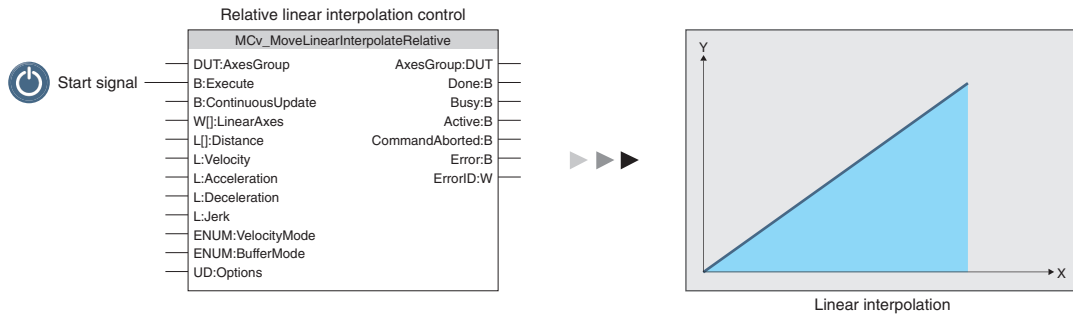 Relative linear interpolation control
MCv_MoveLinearInterpolateRelative
Start signal
DUT:AxesGroup AxesGroup:DUT
B:Execute Done:B
B:ContinuousUpdate Busy:B
W[]:LinearAxes Active:B
L[]:Distance CommandAborted:B
L:Velocity Error:B
L:Acceleration ErrorID:W
L:Deceleration
L:Jerk
ENUM:VelocityMode
ENUM:BufferMode
UD:Options
Y
X
Linear interpolation